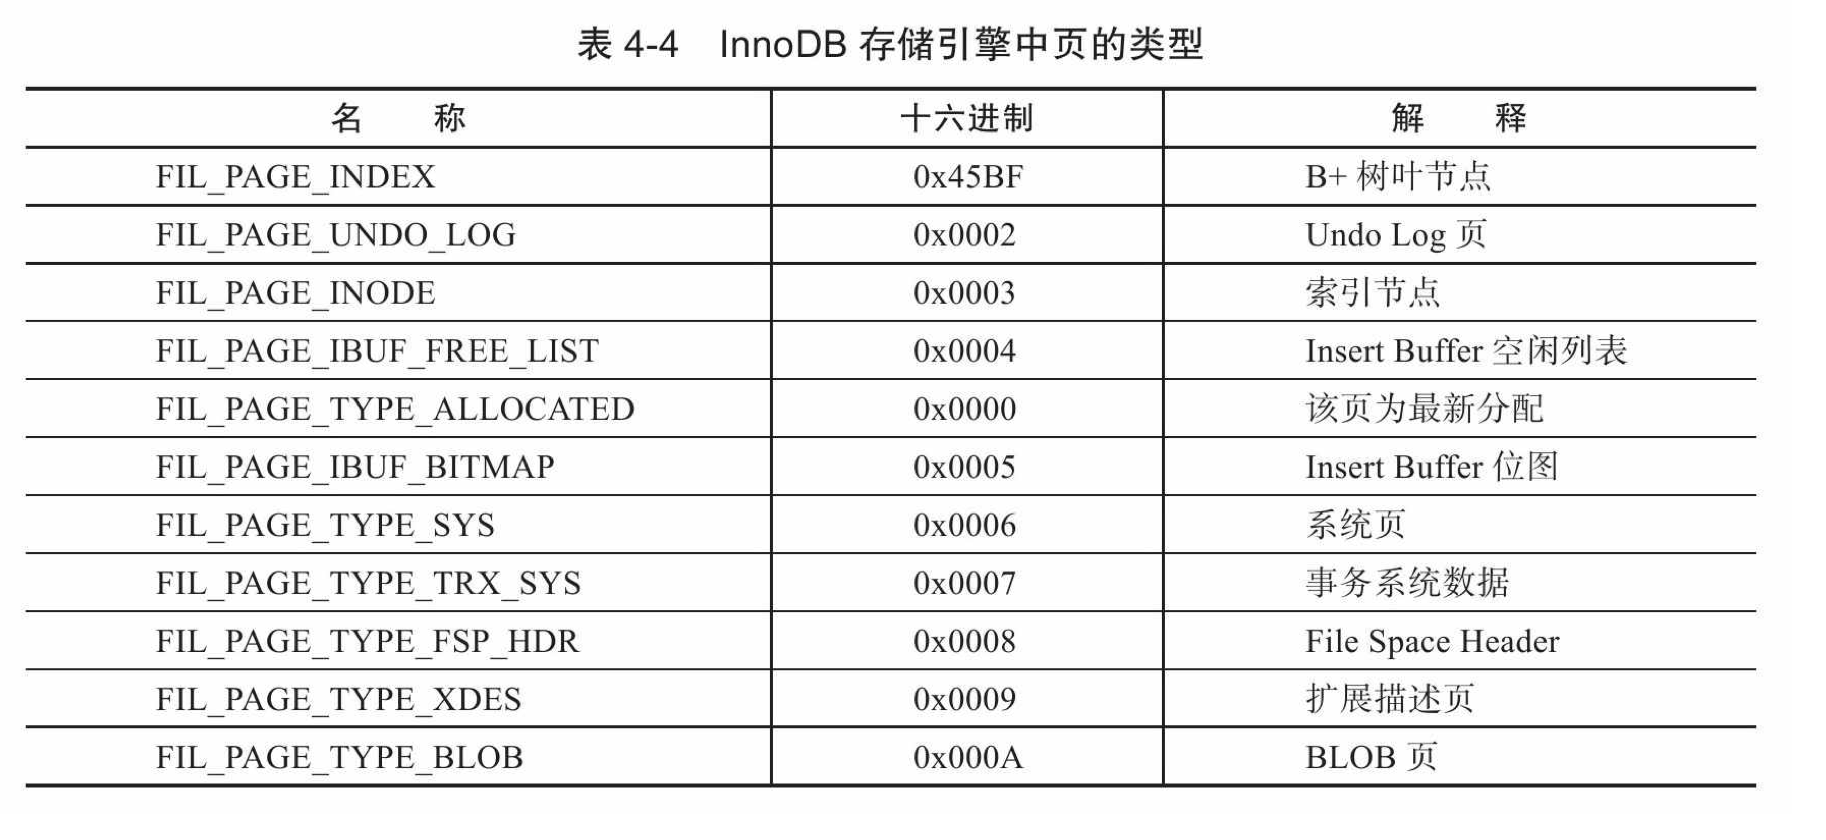 表 4-4 InnoDB 存储引擎中页的类型
名 称 十六进制 解 释
FIL_PAGE_INDEX 0x45BF B+ 树叶节点
FIL_PAGE_UNDO_LOG 0x0002 Undo Log 页
FIL_PAGE_INODE 0x0003 索引节点
FIL_PAGE_IBUF_FREE_LIST 0x0004 Insert Buffer 空闲列表
FIL_PAGE_TYPE_ALLOCATED 0x0000 该页为最新分配
FIL_PAGE_IBUF_BITMAP 0x0005 Insert Buffer 位图
FIL_PAGE_TYPE_SYS 0x0006 系统页
FIL_PAGE_TYPE_TRX_SYS 0x0007 事务系统数据
FIL_PAGE_TYPE_FSP_HDR 0x0008 File Space Header
FIL_PAGE_TYPE_XDES 0x0009 扩展描述页
FIL_PAGE_TYPE_BLOB 0x000A BLOB 页